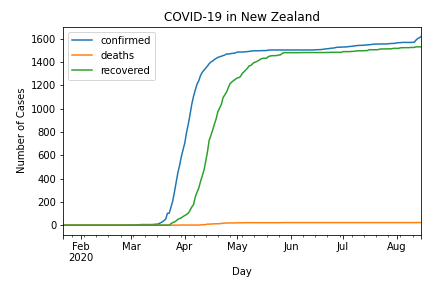 COVID-19 in New Zealand
confirmed
deaths
recovered
Number of Cases
1600
1400
1200
1000
800
600
400
200
0
Feb Mar Apr May Jun Jul Aug
2020
Day